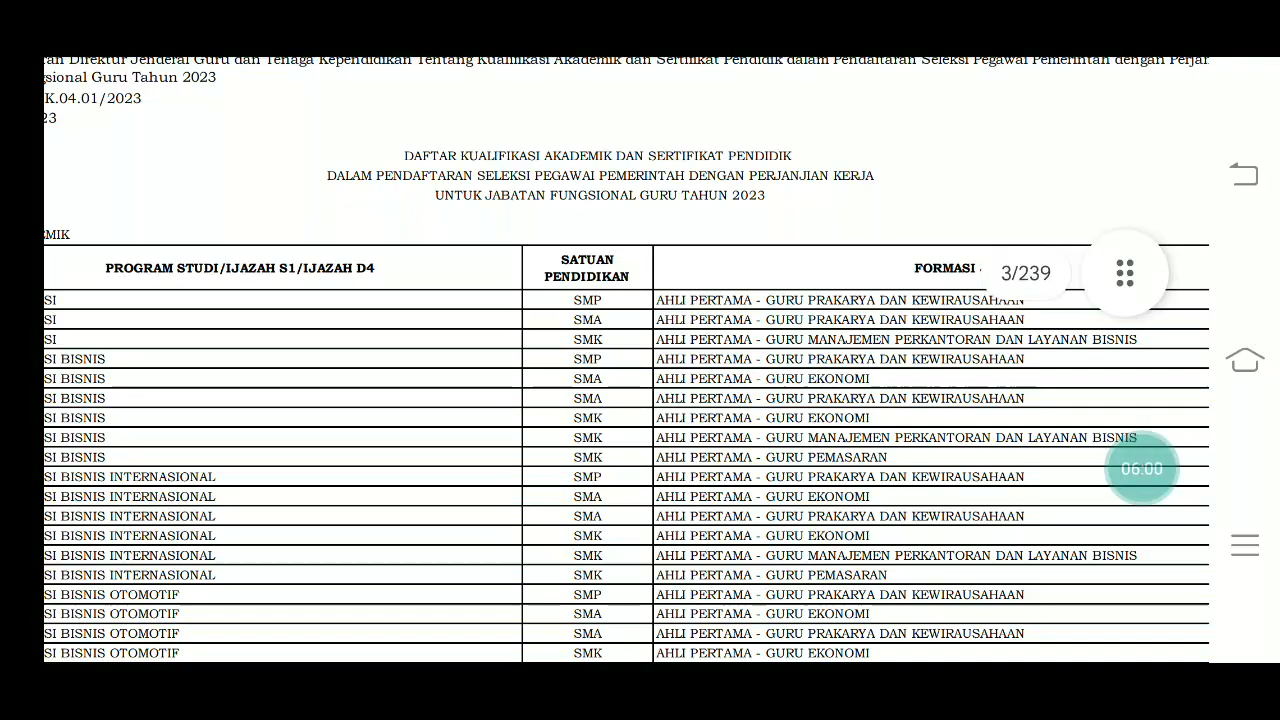 ran Direktur Jenderal Guru dan Tenaga Kependidikan Tentang Kualifikasi Akademik dan Sertifikat Pendidik dalam Pendaftaran Seleksi Pegawai Pemerintah dengan Perjar
gsional Guru Tahun 2023
K.04.01/2023
23
DAFTAR KUALIFIKASI AKADEMIK DAN SERTIFIKAT PENDIDIK
DALAM PENDAFTARAN SELEKSI PEGAWAI PEMERINTAH DENGAN PERJANJIAN KERJA
UNTUK JABATAN FUNGSIONAL GURU TAHUN 2023
EMIK
PROGRAM STUDI/IJAZAH S1/IJAZAH D4 SATUAN PENDIDIKAN FORMASI
3/239
SI SMP AHLI PERTAMA - GURU PRAKARYA DAN KEWIRAUSAHAAN
SI SMA AHLI PERTAMA - GURU PRAKARYA DAN KEWIRAUSAHAAN
SI SMK AHLI PERTAMA - GURU MANAJEMEN PERKANTORAN DAN LAYANAN BISNIS
SI BISNIS SMP AHLI PERTAMA - GURU PRAKARYA DAN KEWIRAUSAHAAN
SI BISNIS SMA AHLI PERTAMA - GURU EKONOMI
SI BISNIS SMA AHLI PERTAMA - GURU PRAKARYA DAN KEWIRAUSAHAAN
SI BISNIS SMK AHLI PERTAMA - GURU EKONOMI
SI BISNIS SMK AHLI PERTAMA - GURU MANAJEMEN PERKANTORAN DAN LAYANAN BISNIS
SI BISNIS SMK AHLI PERTAMA - GURU PEMASARAN
06:00
SI BISNIS INTERNASIONAL SMP AHLI PERTAMA - GURU PRAKARYA DAN KEWIRAUSAHAAN
SI BISNIS INTERNASIONAL SMA AHLI PERTAMA - GURU EKONOMI
SI BISNIS INTERNASIONAL SMA AHLI PERTAMA - GURU PRAKARYA DAN KEWIRAUSAHAAN
SI BISNIS INTERNASIONAL SMK AHLI PERTAMA - GURU EKONOMI
SI BISNIS INTERNASIONAL SMK AHLI PERTAMA - GURU MANAJEMEN PERKANTORAN DAN LAYANAN BISNIS
SI BISNIS INTERNASIONAL SMK AHLI PERTAMA - GURU PEMASARAN
SI BISNIS OTOMOTIF SMP AHLI PERTAMA - GURU PRAKARYA DAN KEWIRAUSAHAAN
SI BISNIS OTOMOTIF SMA AHLI PERTAMA - GURU EKONOMI
SI BISNIS OTOMOTIF SMA AHLI PERTAMA - GURU PRAKARYA DAN KEWIRAUSAHAAN
SI BISNIS OTOMOTIF SMK AHLI PERTAMA - GURU EKONOMI